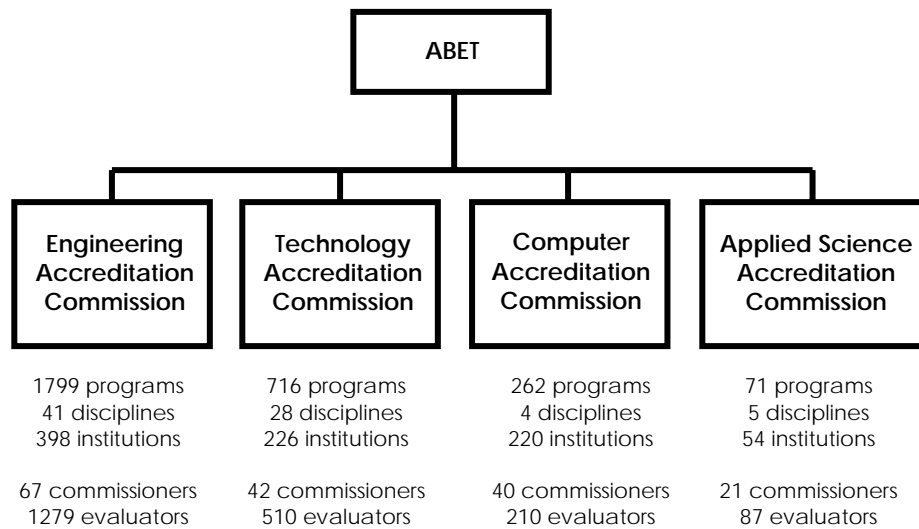 ABET
Engineering
Accreditation
Commission
Technology
Accreditation
Commission
Computer
Accreditation
Commission
Applied Science
Accreditation
Commission
1799 programs
41 disciplines
398 institutions
67 commissioners
1279 evaluators
716 programs
28 disciplines
226 institutions
42 commissioners
510 evaluators
262 programs
4 disciplines
220 institutions
40 commissioners
210 evaluators
71 programs
5 disciplines
54 institutions
21 commissioners
87 evaluators